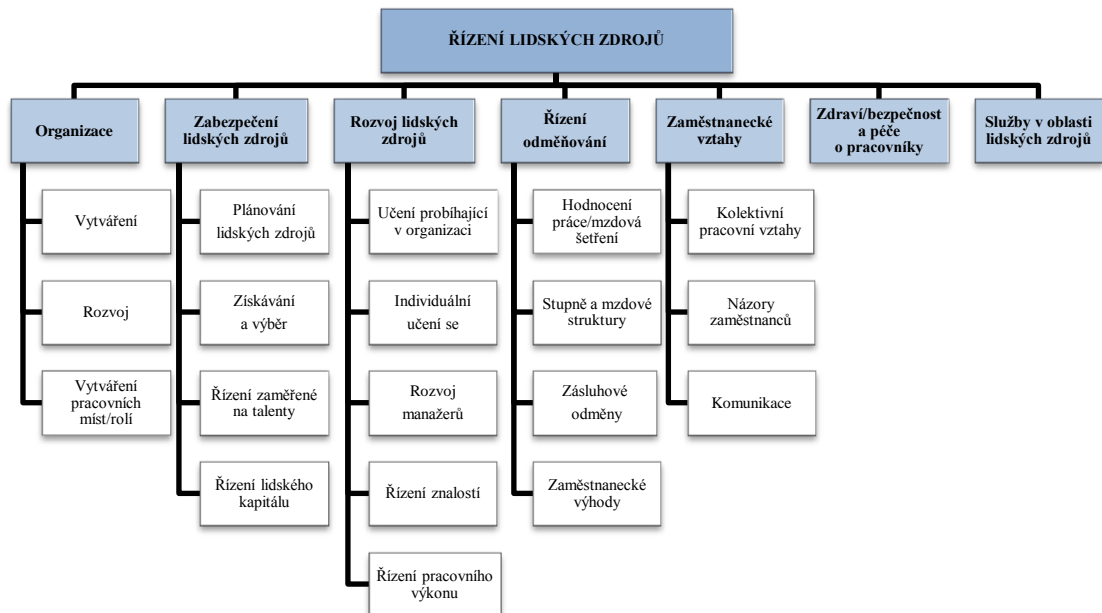 ŘÍZENÍ LIDSKÝCH ZDROJŮ
Organizace
Vytváření
Rozvoj
Vytváření
pracovních
míst/rolí
Zabezpečení
lidských zdrojů
Plánování
lidských zdrojů
Získávání
a výběr
Řízení zaměřené
na talenty
Řízení lidského
kapitálu
Rozvoj lidských
zdrojů
Učení probíhající
v organizaci
Individuální
učení se
Rozvoj
manažerů
Řízení znalostí
Řízení pracovního
výkonu
Řízení
odměňování
Hodnocení
práce/mzdová
šetření
Stupně a mzdové
struktury
Zásluhové
odměny
Zaměstnanecké
výhody
Zaměstnanecké
vztahy
Kolektivní
pracovní vztahy
Názory
zaměstnanců
Komunikace
Zdraví/bezpečnost
a péče
o pracovníky
Služby v oblasti
lidských zdrojů